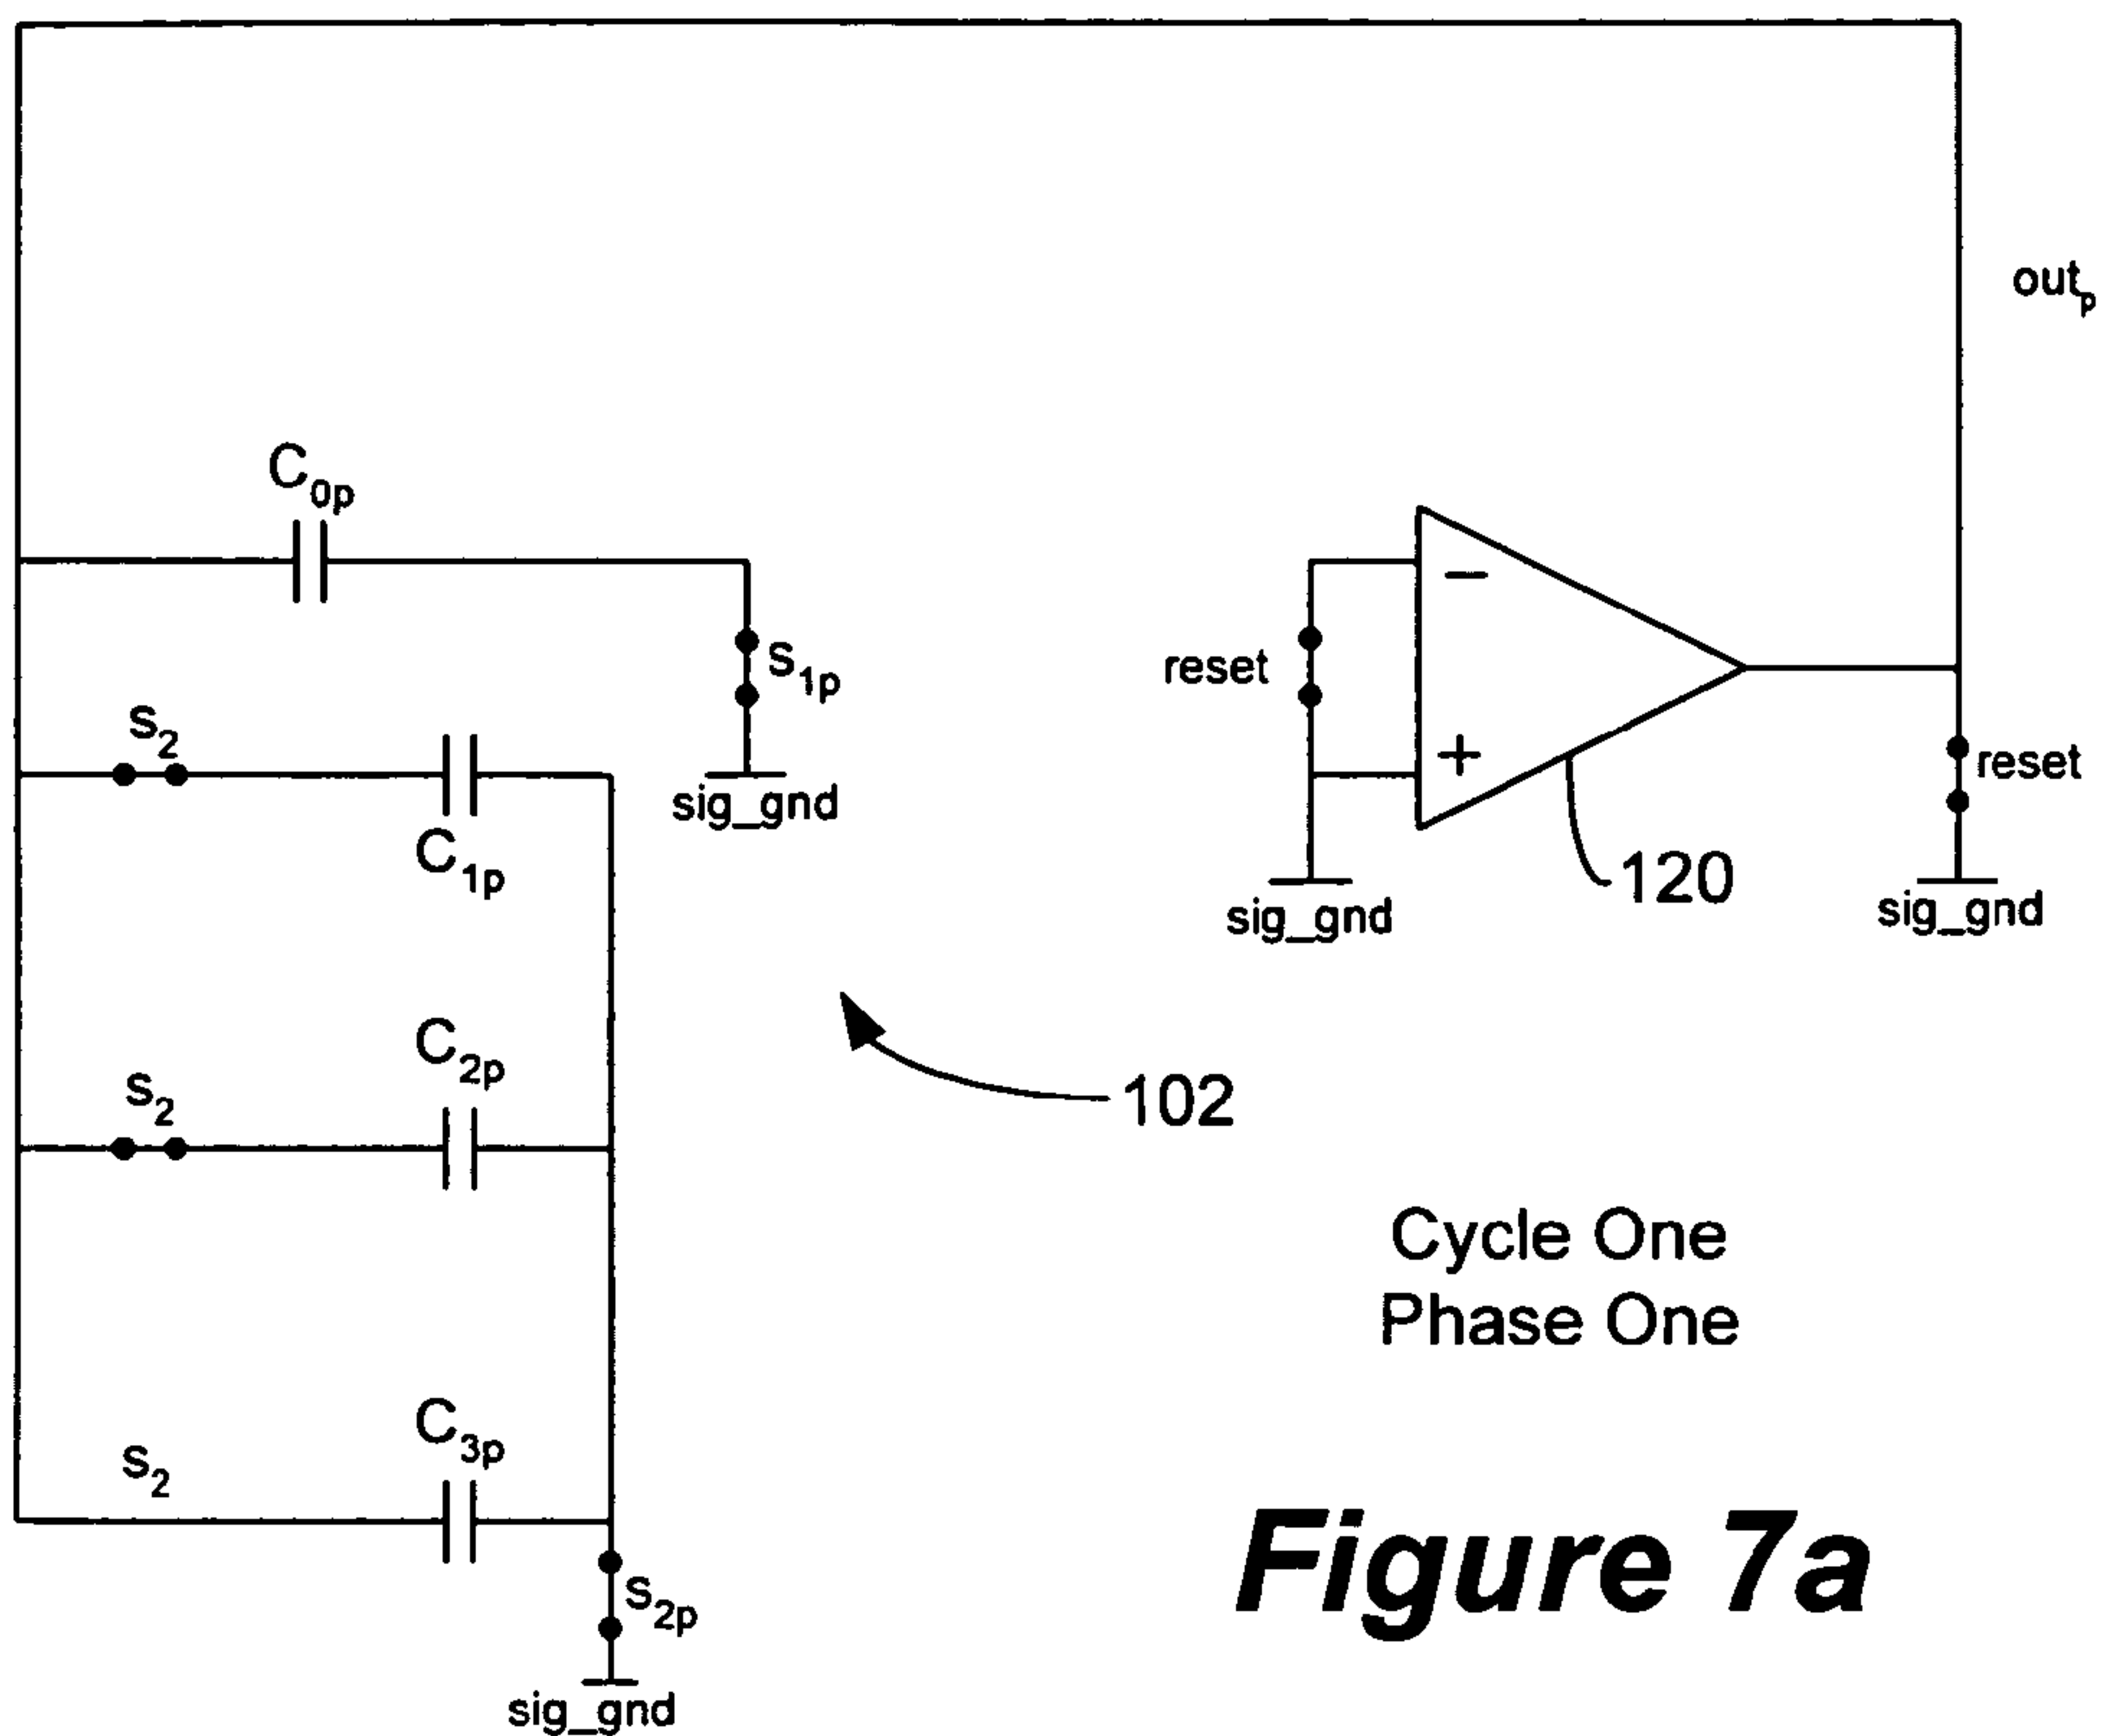 out_p
C_0p
−
s_1p
reset
s_2
+
reset
sig_gnd
C_1p
120
sig_gnd
sig_gnd
C_2p
s_2
102
Cycle One
Phase One
C_3p
s_2
Figure 7a
s_2p
sig_gnd